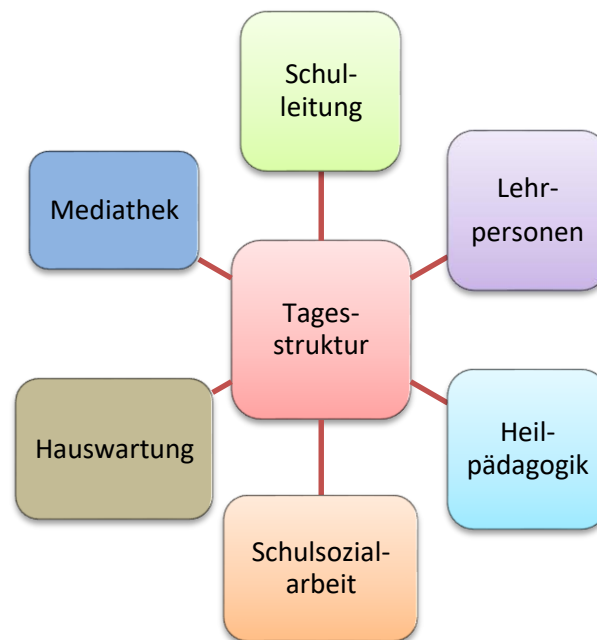 Schul-
leitung
Mediathek
Lehr-
personen
Tages-
struktur
Hauswartung
Heil-
pädagogik
Schulsozial-
arbeit